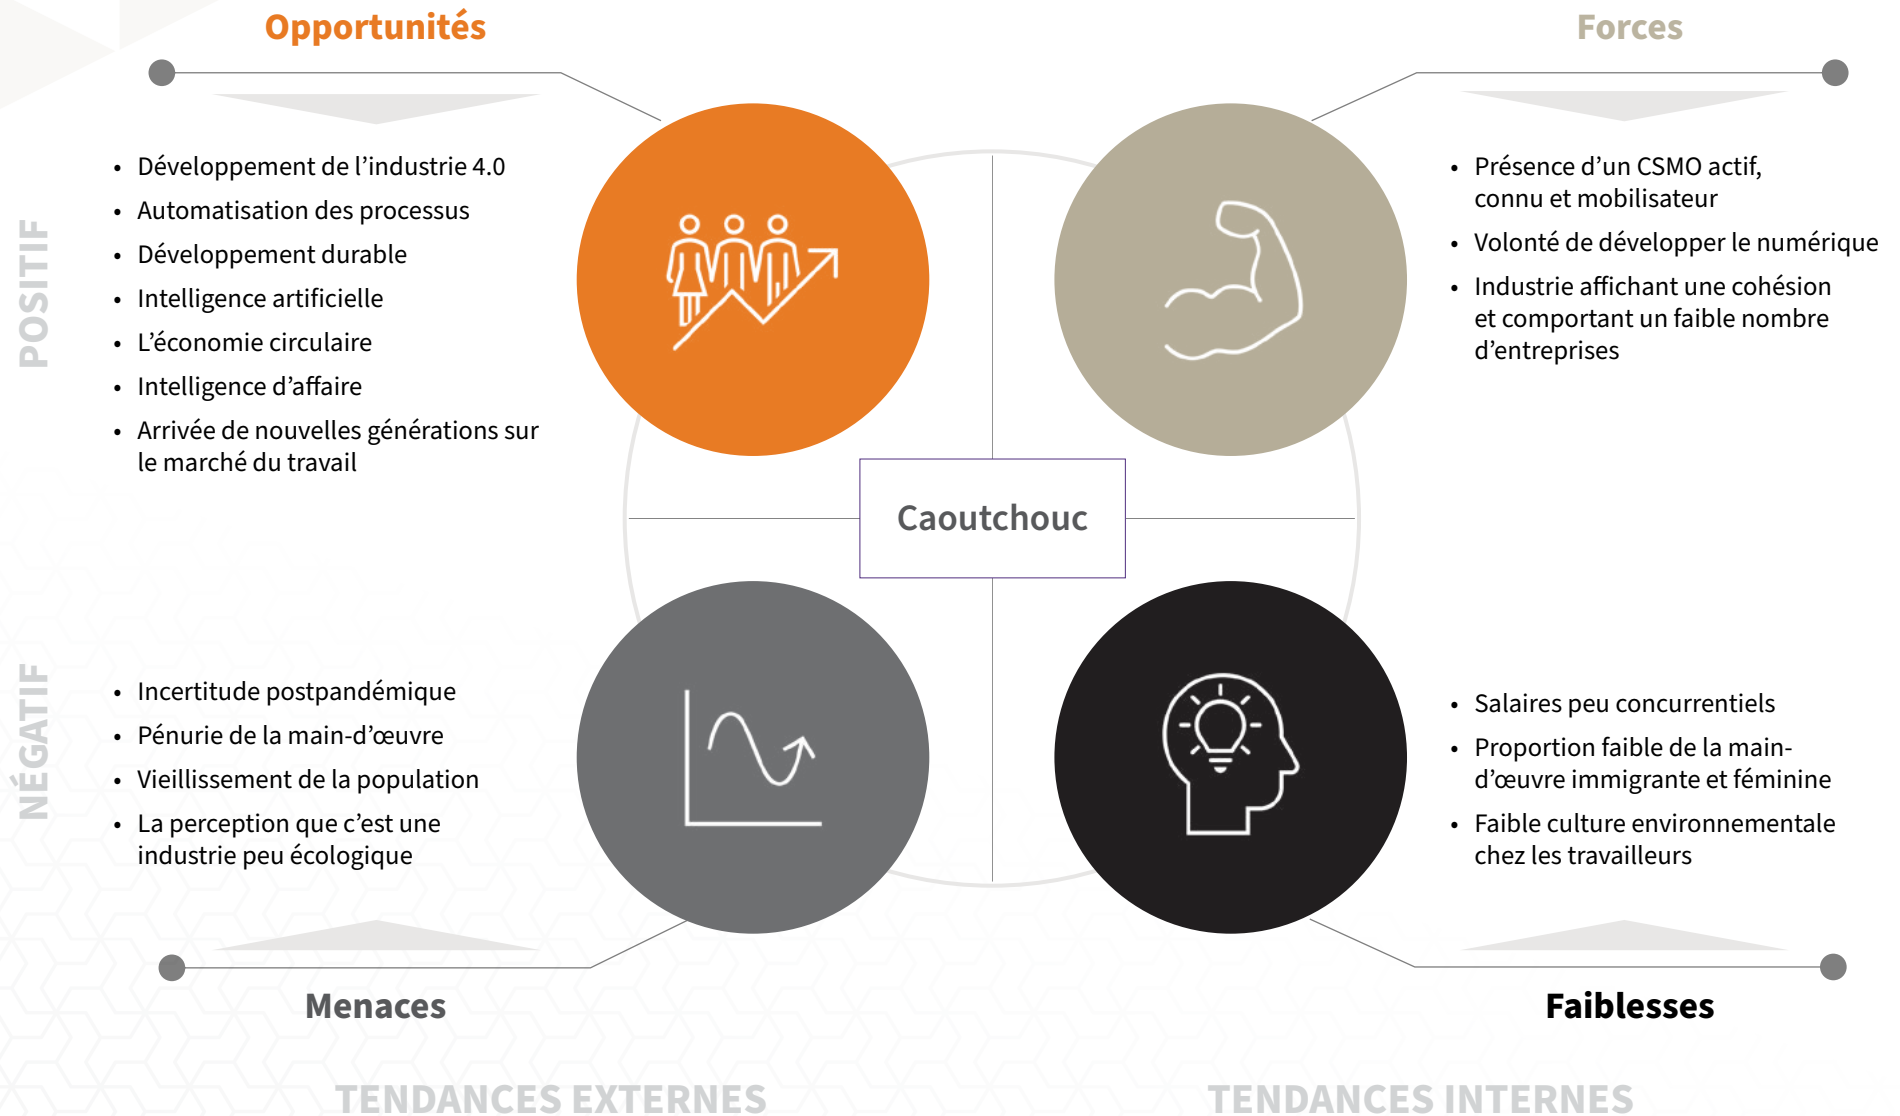 Opportunités
Forces
POSITIF
• Développement de l’industrie 4.0
• Automatisation des processus
• Développement durable
• Intelligence artificielle
• L’économie circulaire
• Intelligence d’affaire
• Arrivée de nouvelles générations sur
le marché du travail
• Présence d’un CSMO actif,
connu et mobilisateur
• Volonté de développer le numérique
• Industrie affichant une cohésion
et comportant un faible nombre
d’entreprises
Caoutchouc
NÉGATIF
• Incertitude postpandémique
• Pénurie de la main-d’œuvre
• Vieillissement de la population
• La perception que c’est une
industrie peu écologique
• Salaires peu concurrentiels
• Proportion faible de la main-
d’œuvre immigrante et féminine
• Faible culture environnementale
chez les travailleurs
Menaces
Faiblesses
TENDANCES EXTERNES
TENDANCES INTERNES